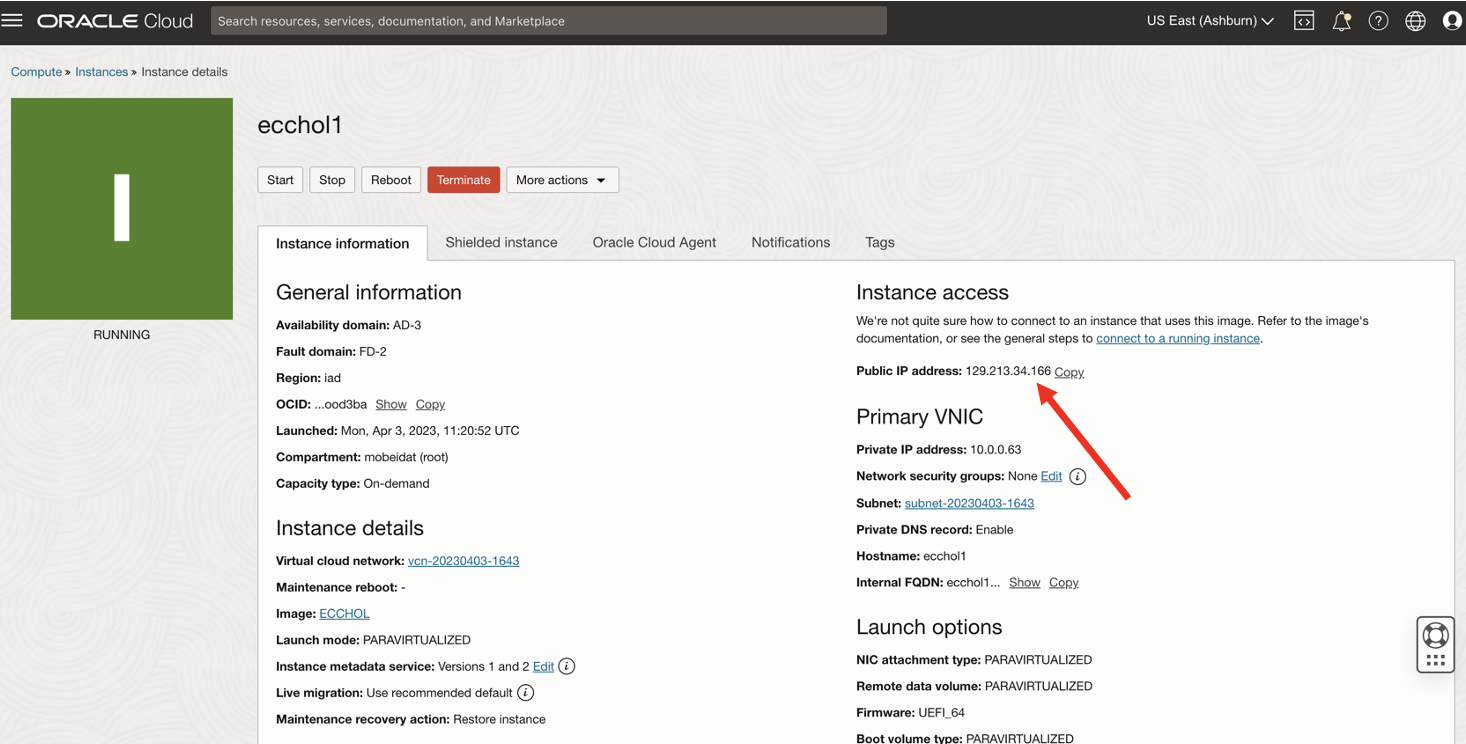 ORACLE Cloud
Search resources, services, documentation, and Marketplace
US East (Ashburn)
Compute » Instances » Instance details
I
RUNNING
ecchol1
Start Stop Reboot Terminate More actions
Instance information Shielded instance Oracle Cloud Agent Notifications Tags
General information
Availability domain: AD-3
Fault domain: FD-2
Region: iad
OCID: ...ood3ba Show Copy
Launched: Mon, Apr 3, 2023, 11:20:52 UTC
Compartment: mobeidat (root)
Capacity type: On-demand
Instance details
Virtual cloud network: vcn-20230403-1643
Maintenance reboot: -
Image: ECCHOL
Launch mode: PARAVIRTUALIZED
Instance metadata service: Versions 1 and 2 Edit
Live migration: Use recommended default
Maintenance recovery action: Restore instance
Instance access
We're not quite sure how to connect to an instance that uses this image. Refer to the image's
documentation, or see the general steps to connect to a running instance.
Public IP address: 129.213.34.166 Copy
Primary VNIC
Private IP address: 10.0.0.63
Network security groups: None Edit
Subnet: subnet-20230403-1643
Private DNS record: Enable
Hostname: ecchol1
Internal FQDN: ecchol1... Show Copy
Launch options
NIC attachment type: PARAVIRTUALIZED
Remote data volume: PARAVIRTUALIZED
Firmware: UEFI_64
Boot volume type: PARAVIRTUALIZED